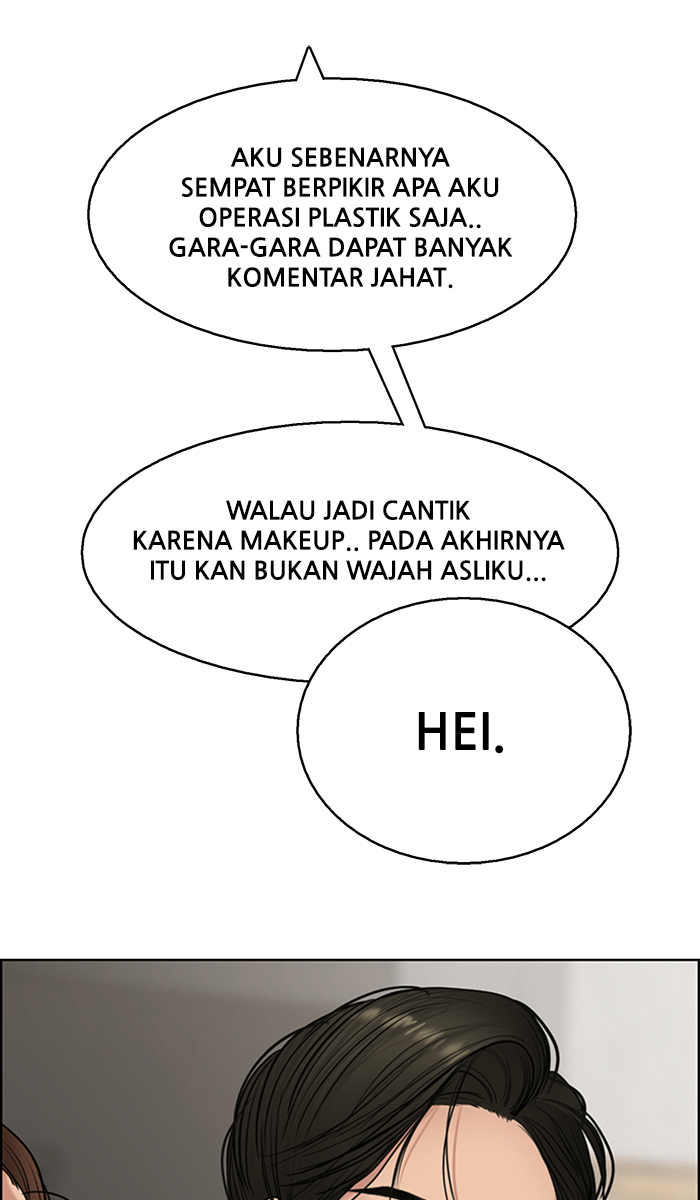 AKU SEBENARNYA
SEMPAT BERPIKIR APA AKU
OPERASI PLASTIK SAJA..
GARA-GARA DAPAT BANYAK
KOMENTAR JAHAT.
WALAU JADI CANTIK
KARENA MAKEUP.. PADA AKHIRNYA
ITU KAN BUKAN WAJAH ASLIKU...
HEI.